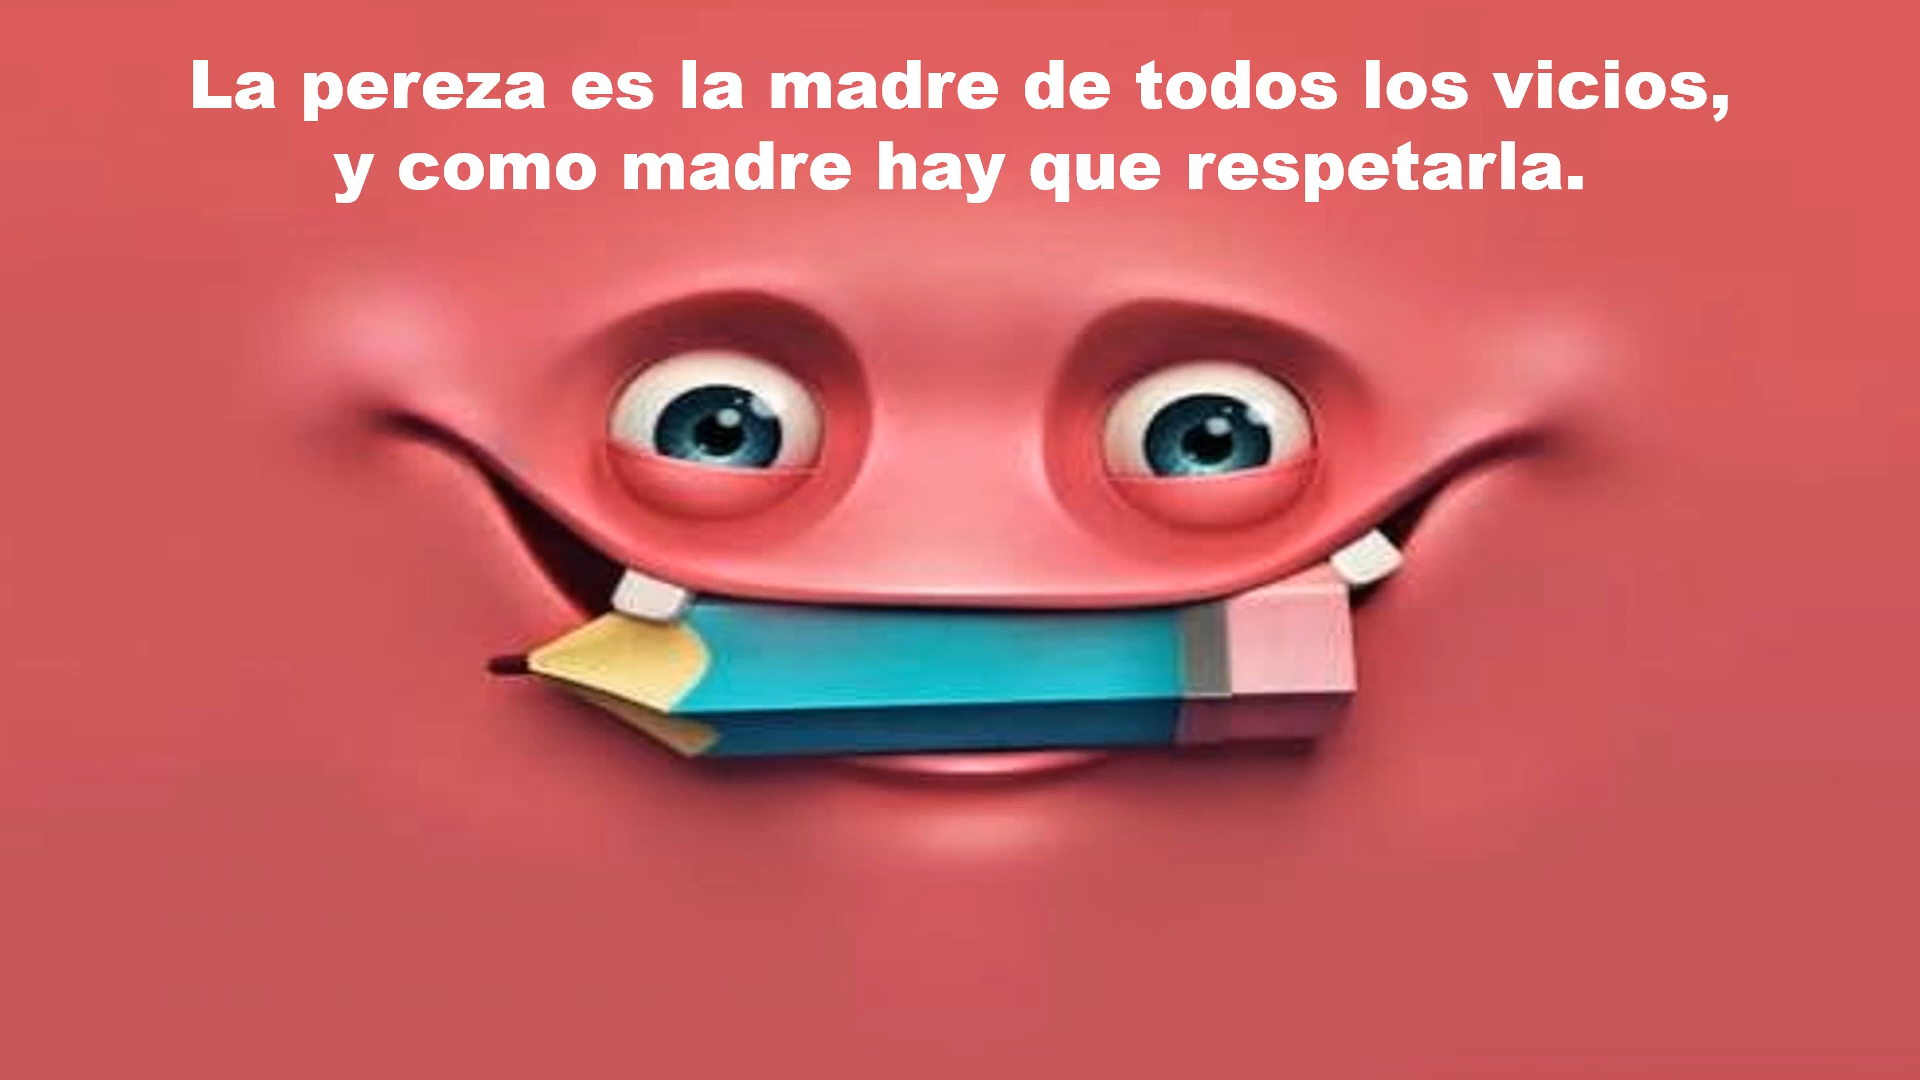 La pereza es la madre de todos los vicios,
y como madre hay que respetarla.